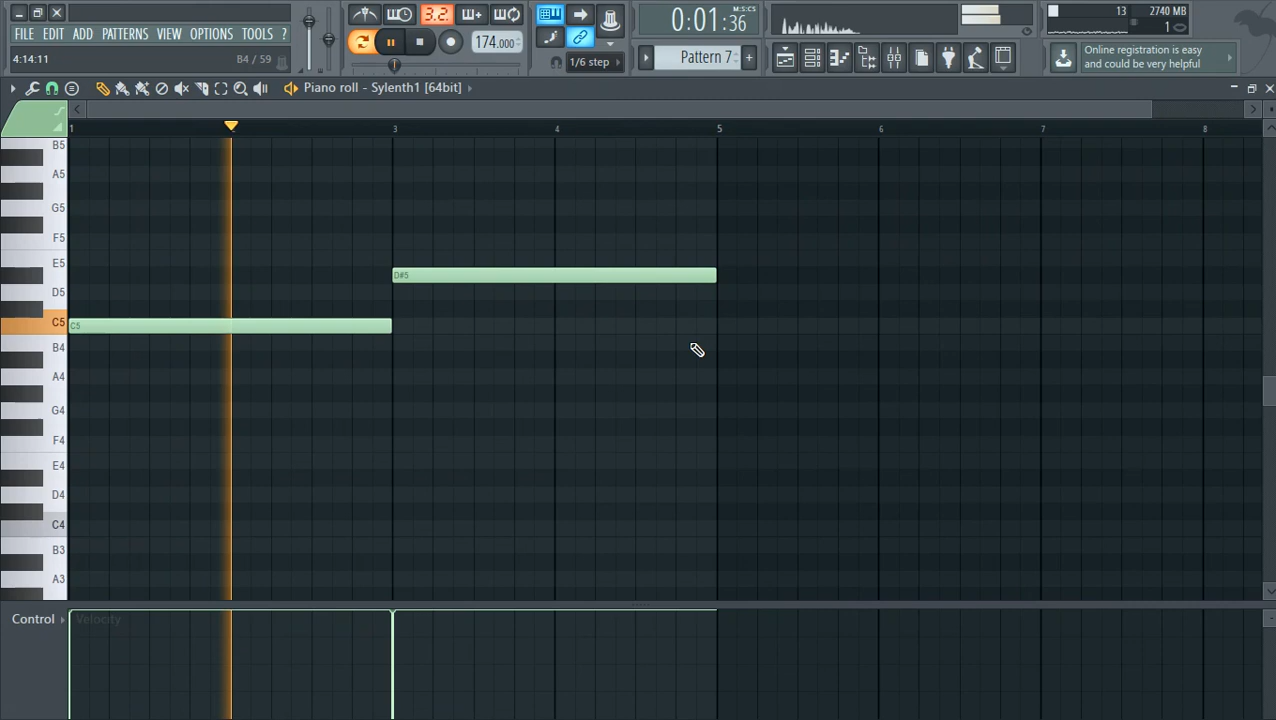 FILE EDIT ADD PATTERNS VIEW OPTIONS TOOLS ?
4:14:11 B4 / 59
3.2.
174.000
0:01:36
M:S:CS
13 2740 MB
1
1/6 step
Pattern 7
Online registration is easy
and could be very helpful
Piano roll - Sylenth1 [64bit]
1 3 4 5 6 7 8
B5
A5
G5
F5
E5
D#5
D5
C5 C5
B4
A4
G4
F4
E4
D4
C4
B3
A3
Control Velocity